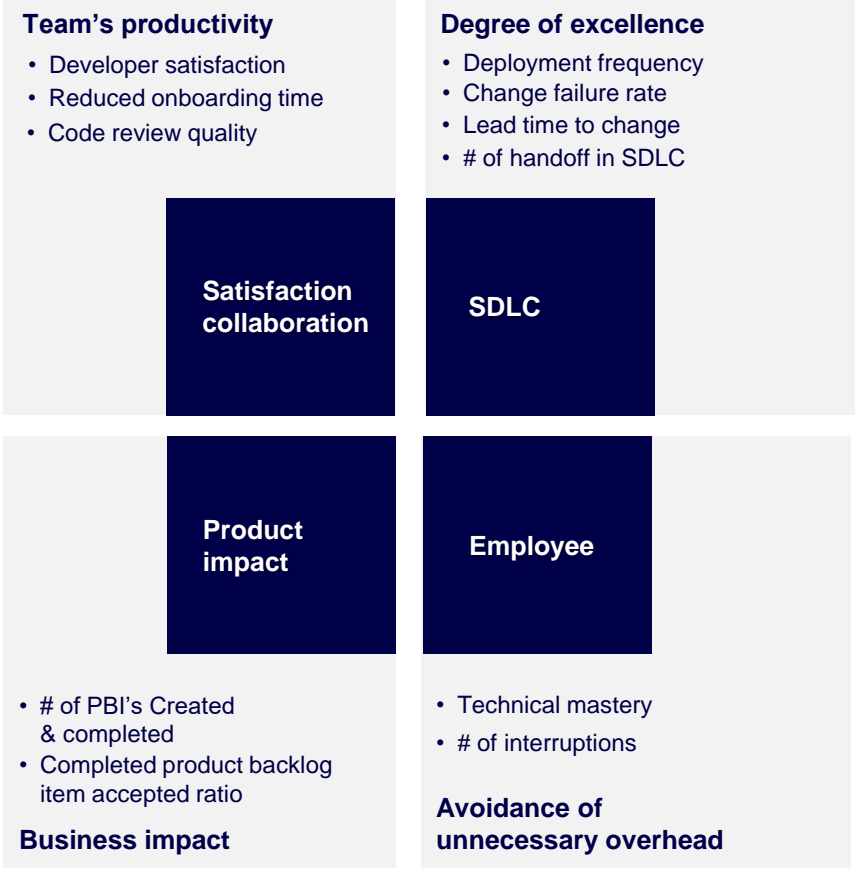 Team’s productivity
• Developer satisfaction
• Reduced onboarding time
• Code review quality
Degree of excellence
• Deployment frequency
• Change failure rate
• Lead time to change
• # of handoff in SDLC
Satisfaction
collaboration
SDLC
Product
impact
Employee
• # of PBI’s Created
& completed
• Completed product backlog
item accepted ratio
Business impact
• Technical mastery
• # of interruptions
Avoidance of
unnecessary overhead